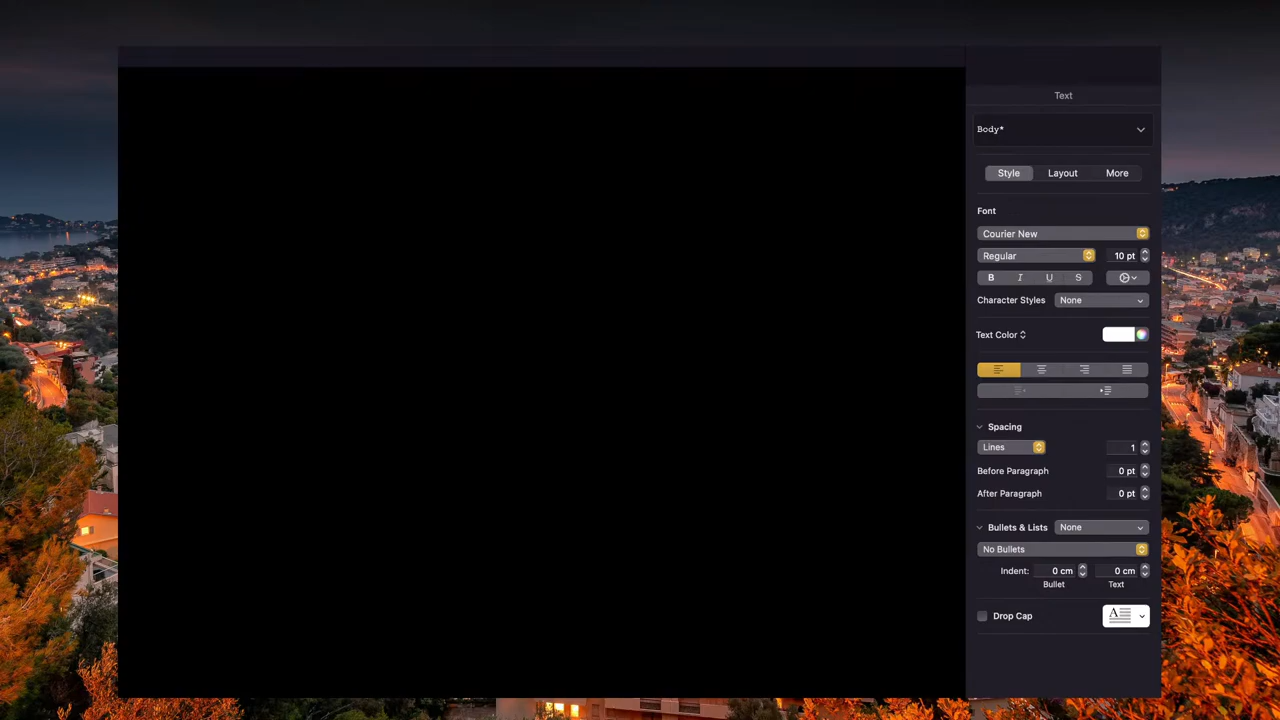 Text
Body*
Style Layout More
Font
Courier New
Regular 10 pt
B I U S
Character Styles None
Text Color
Spacing
Lines 1
Before Paragraph 0 pt
After Paragraph 0 pt
Bullets & Lists None
No Bullets
Indent: 0 cm 0 cm
Bullet Text
Drop Cap A